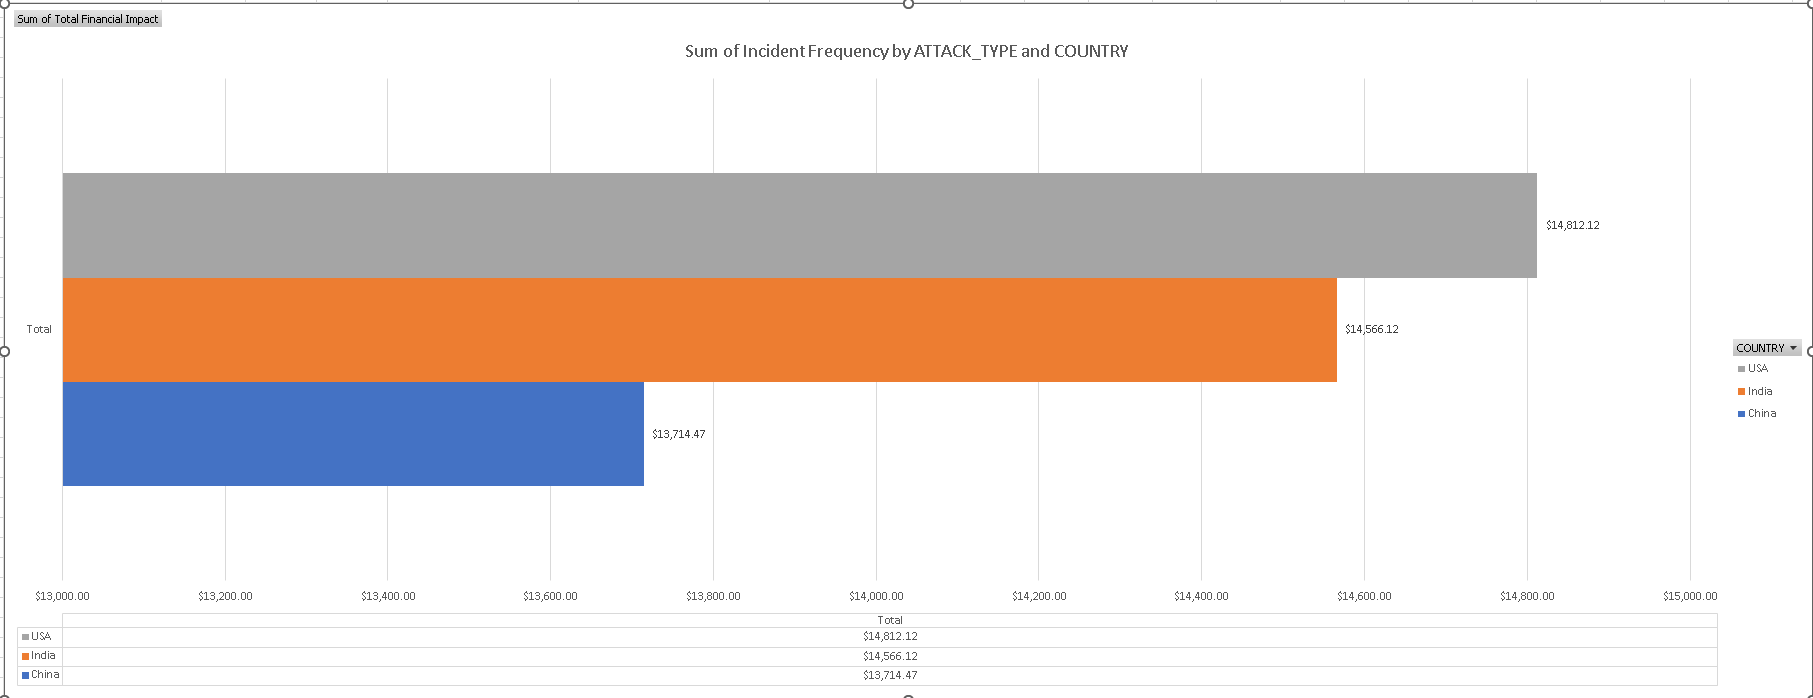 Sum of Total Financial Impact
Sum of Incident Frequency by ATTACK_TYPE and COUNTRY
$14,812.12
Total
$14,566.12
$13,714.47
COUNTRY
USA
India
China
$13,000.00 $13,200.00 $13,400.00 $13,600.00 $13,800.00 $14,000.00 $14,200.00 $14,400.00 $14,600.00 $14,800.00 $15,000.00
Total
USA $14,812.12
India $14,566.12
China $13,714.47